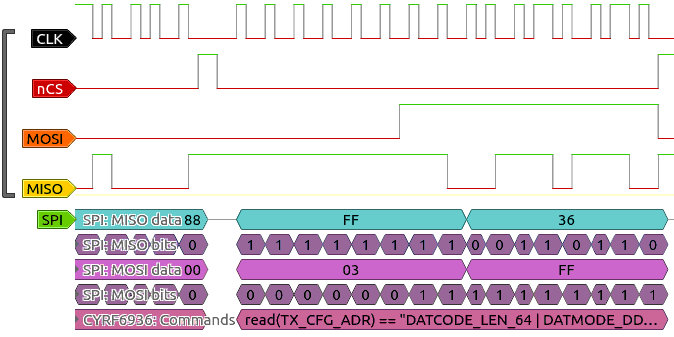 CLK
nCS
MOSI
MISO
SPI SPI: MISO data 88 FF 36
SPI: MISO bits 0 1 1 1 1 1 1 1 1 0 0 1 1 0 1 1 0
SPI: MOSI data 00 03 FF
SPI: MOSI bits 0 0 0 0 0 0 0 1 1 1 1 1 1 1 1 1 1
CYRF6936: Commands read(TX_CFG_ADR) == "DATCODE_LEN_64 | DATMODE_DD...